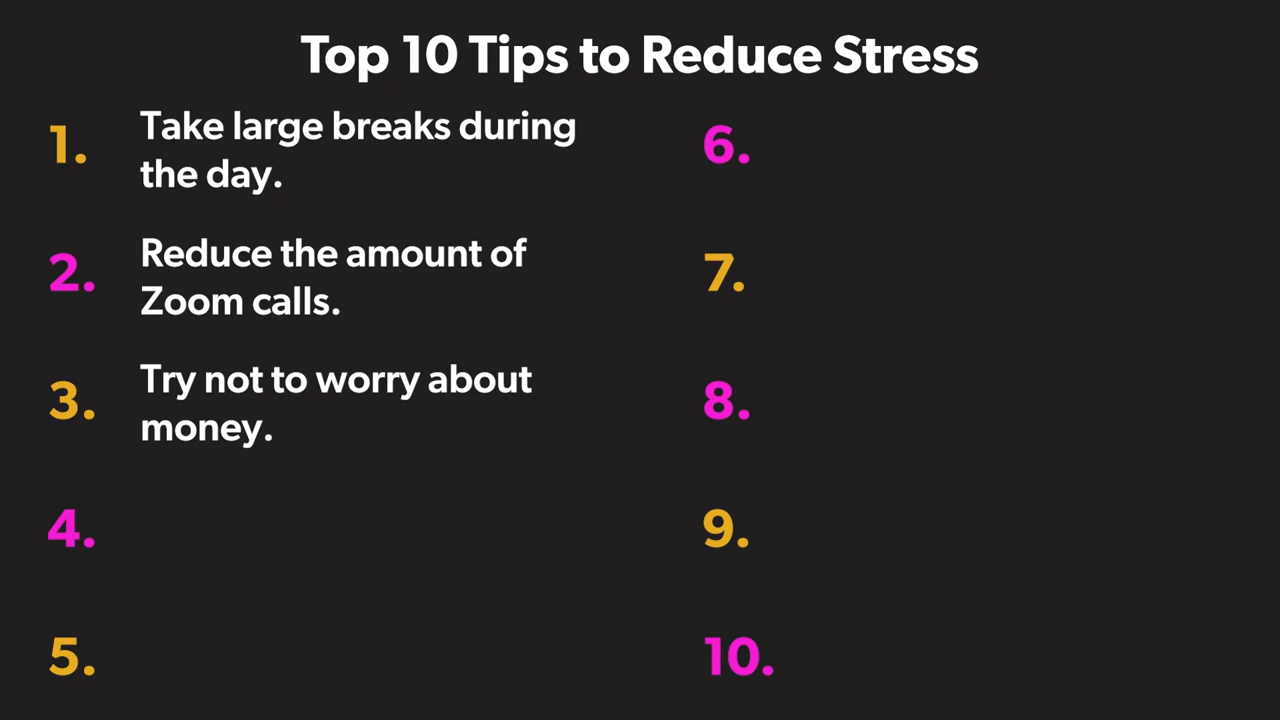 Top 10 Tips to Reduce Stress
1. Take large breaks during
the day.
2. Reduce the amount of
Zoom calls.
3. Try not to worry about
money.
4.
5.
6.
7.
8.
9.
10.